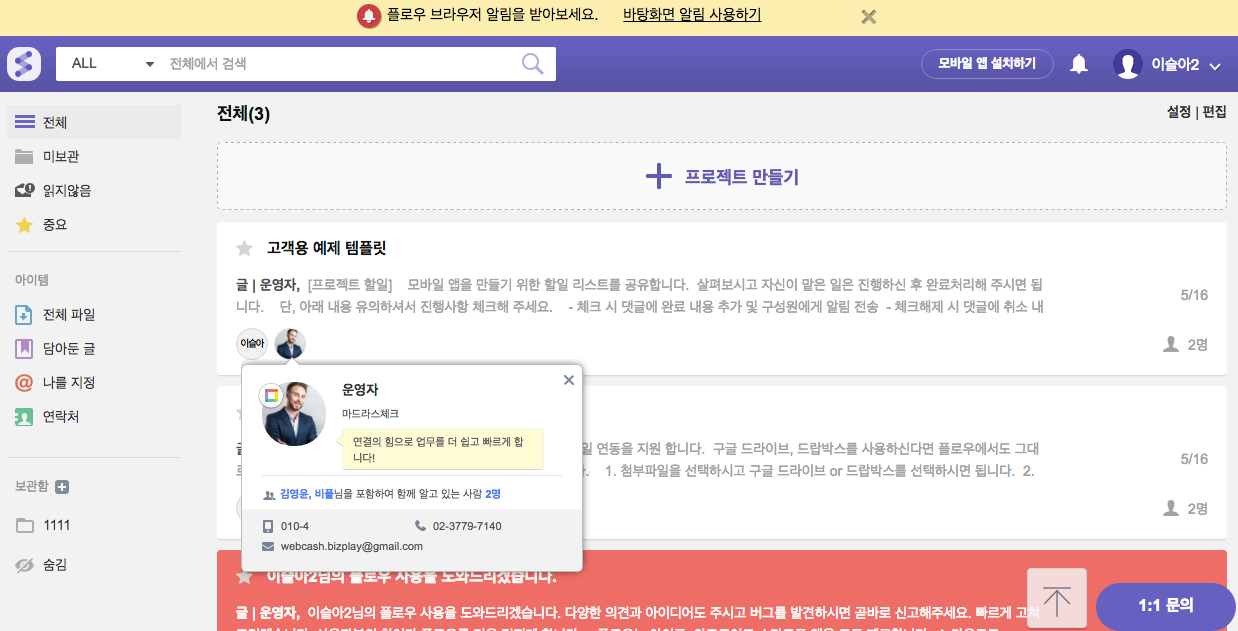 플로우 브라우저 알림을 받아보세요. 바탕화면 알림 사용하기
ALL 전체에서 검색 모바일 앱 설치하기 이슬아2
전체
미보관
읽지않음
중요
아이템
전체 파일
담아둔 글
나를 지정
연락처
보관함
1111
숨김
전체(3) 설정 | 편집
프로젝트 만들기
고객용 예제 템플릿
글 | 운영자, [프로젝트 할일] 모바일 앱을 만들기 위한 할일 리스트를 공유합니다. 살펴보시고 자신이 맡은 일은 진행하신 후 완료처리해 주시면 됩
니다. 단, 아래 내용 유의하셔서 진행사항 체크해 주세요. - 체크 시 댓글에 완료 내용 추가 및 구성원에게 알림 전송 - 체크해제 시 댓글에 취소 내
5/16
이슬아
2명
운영자
마드라스체크
연결의 힘으로 업무를 더 쉽고 빠르게 합
니다!
김영윤, 비플님을 포함하여 함께 알고 있는 사람 2명
010-4 02-3779-7140
webcash.bizplay@gmail.com
일 연동을 지원 합니다. 구글 드라이브, 드랍박스를 사용하신다면 플로우에서도 그대
1. 첨부파일을 선택하시고 구글 드라이브 or 드랍박스를 선택하시면 됩니다. 2.
5/16
2명
이슬아2님의 플로우 사용을 도와드리겠습니다.
글 | 운영자, 이슬아2님의 플로우 사용을 도와드리겠습니다. 다양한 의견과 아이디어도 주시고 버그를 발견하시면 곧바로 신고해주세요. 빠르게 고쳐
1:1 문의